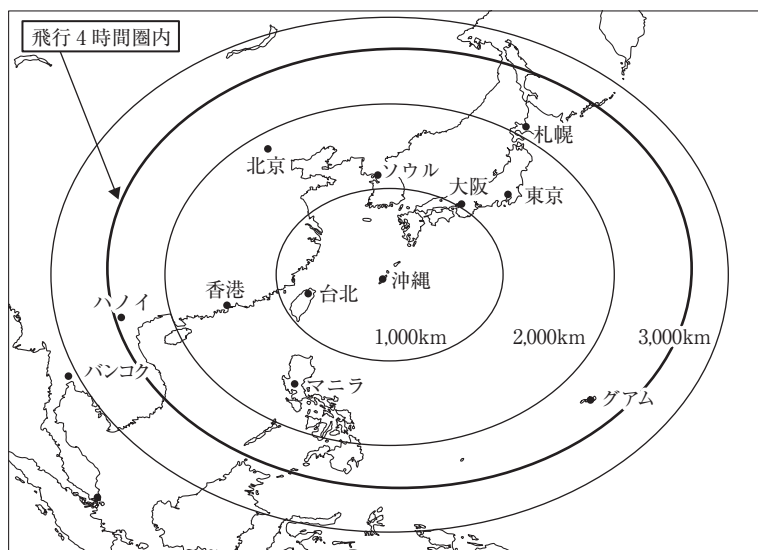 飛行4時間圏内
札幌
北京
ソウル
大阪
東京
香港
台北
沖縄
ハノイ
1,000km
2,000km
3,000km
バンコク
マニラ
グアム